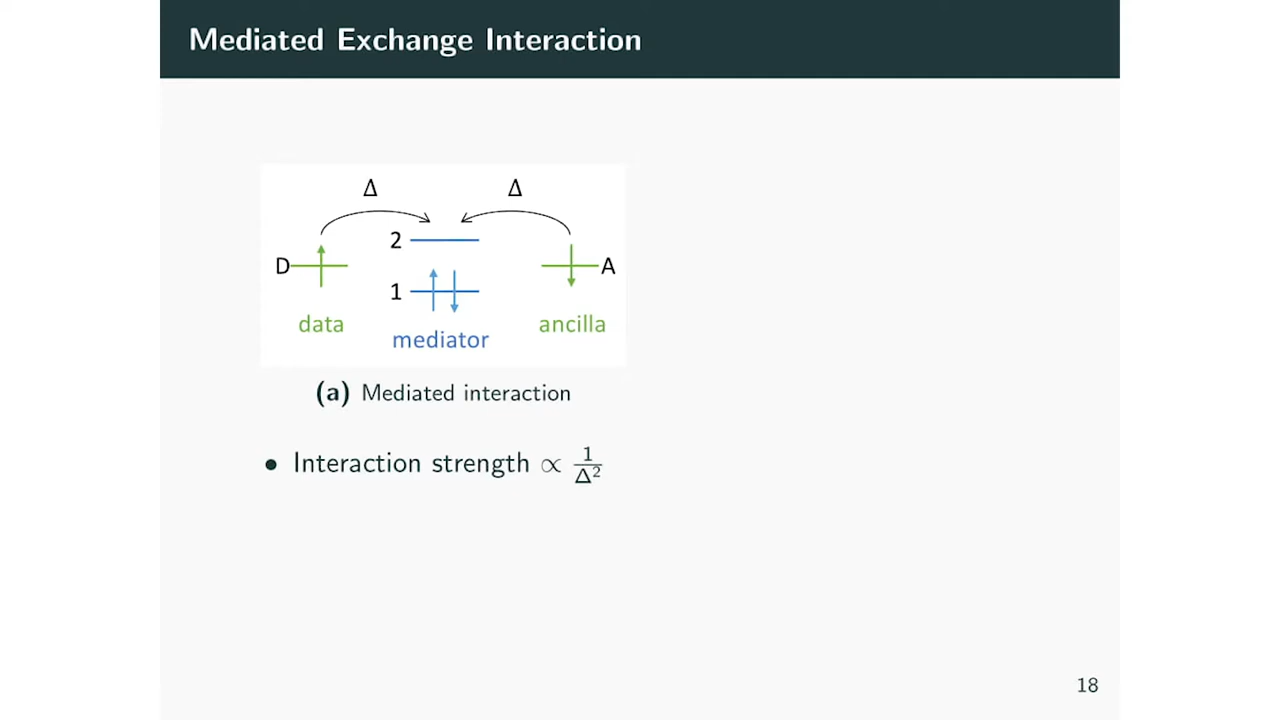 Mediated Exchange Interaction
Δ Δ
2
D A
1
data ancilla
mediator
(a) Mediated interaction
• Interaction strength ∝ 1/Δ²
18